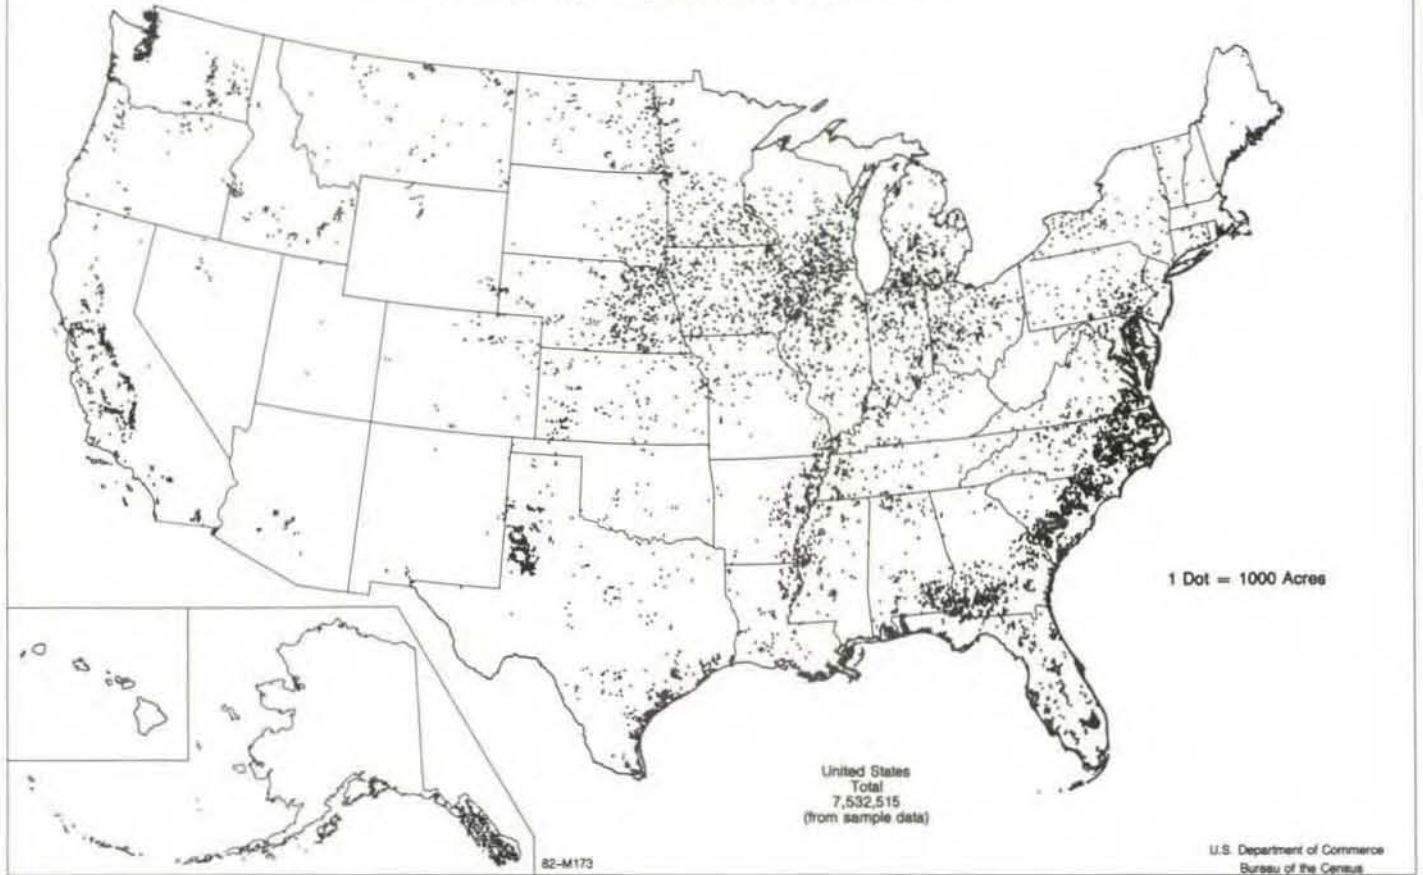 1 Dot = 1000 Acres
United States
Total
7,532,515
(from sample data)
82-M173
U.S. Department of Commerce
Bureau of the Census